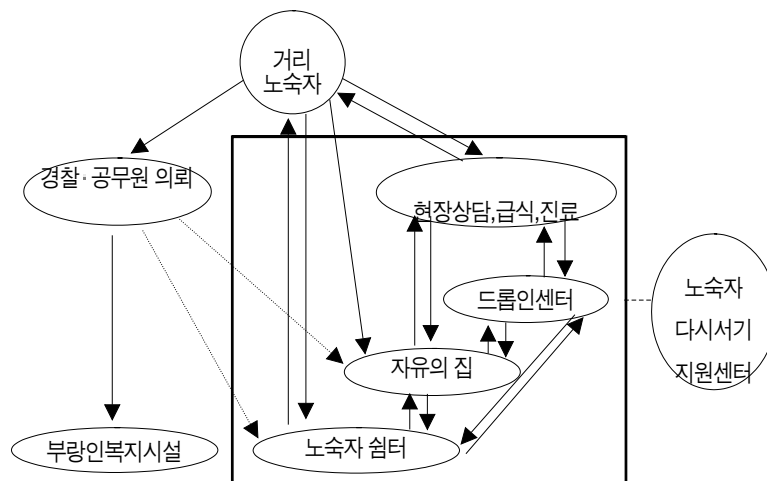 거리
노숙자
경찰·공무원 의뢰
현장상담,급식,진료
드롭인센터
노숙자
다시서기
지원센터
자유의 집
부랑인복지시설
노숙자 쉼터